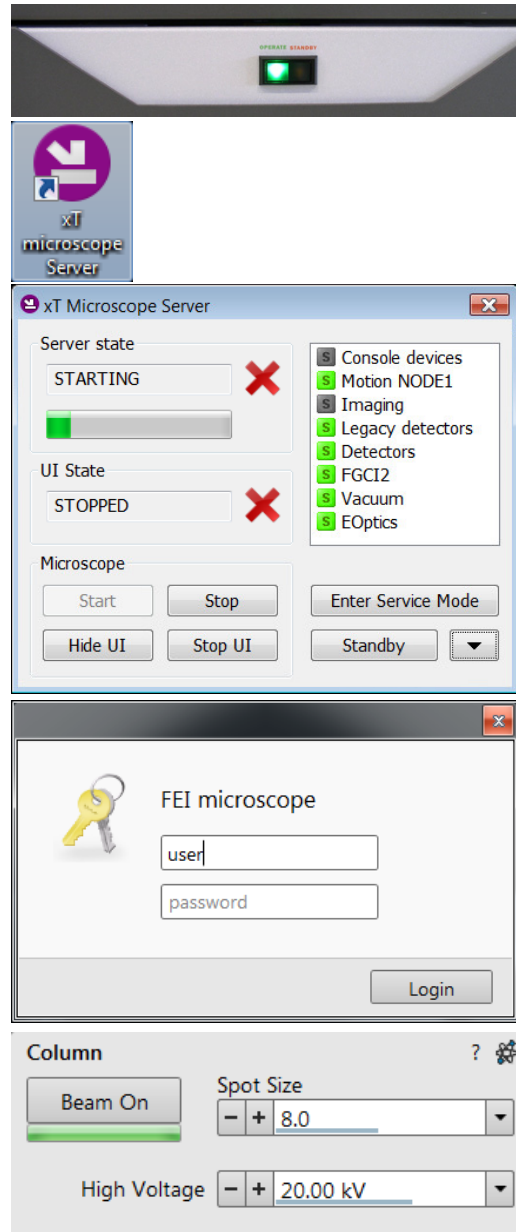 OPERATE STANDBY
xT
microscope
Server
xT Microscope Server
Server state
STARTING
UI State
STOPPED
S Console devices
S Motion NODE1
S Imaging
S Legacy detectors
S Detectors
S FGCI2
S Vacuum
S EOptics
Microscope
Start Stop Enter Service Mode
Hide UI Stop UI Standby
FEI microscope
user
password
Login
Column ?
Beam On
Spot Size
- + 8.0
High Voltage - + 20.00 kV